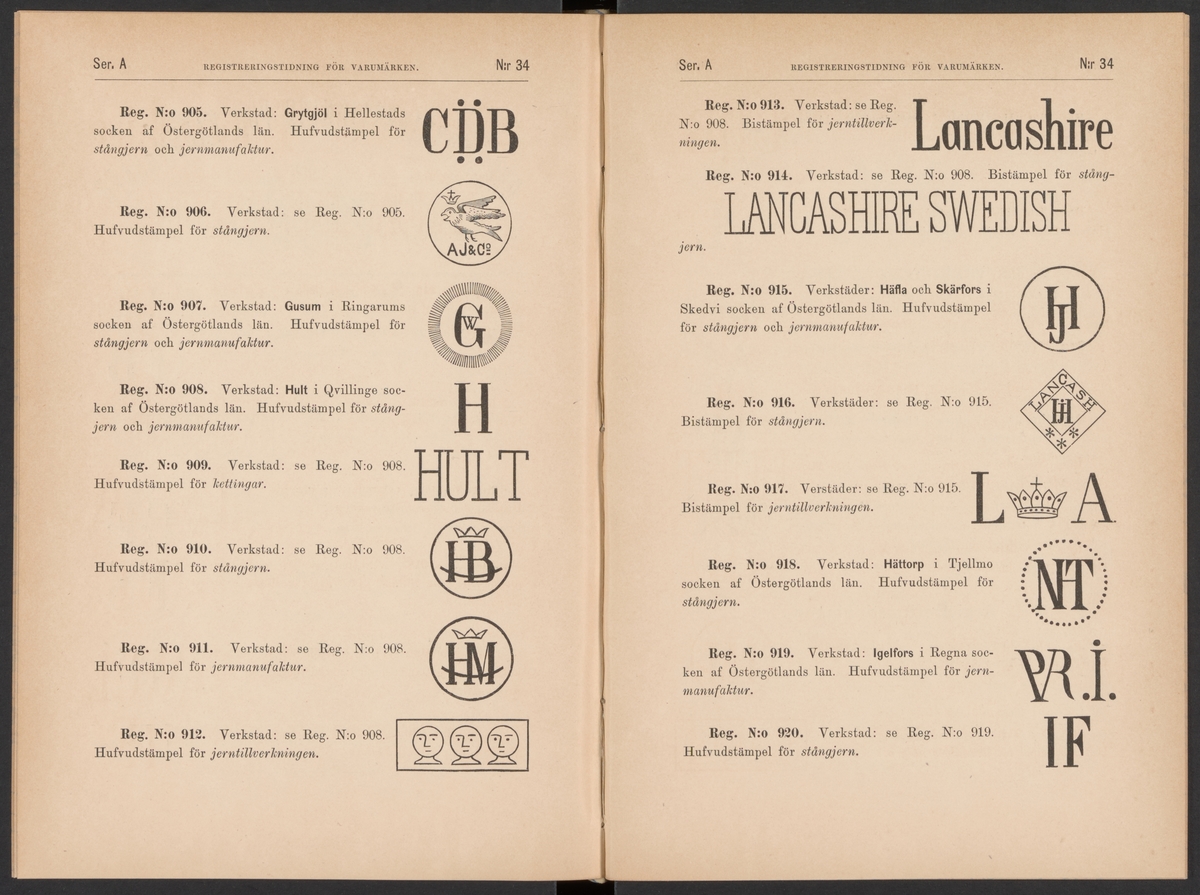 Ser. A REGISTRERINGSTIDNING FÖR VARUMÄRKEN. N:r 34
Reg. N:o 905. Verkstad: Grytgjöl i Hellestads
socken af Östergötlands län. Hufvudstämpel för
stångjern och jernmanufaktur.
CDB
Reg. N:o 906. Verkstad: se Reg. N:o 905.
Hufvudstämpel för stångjern.
AJ&Co
Reg. N:o 907. Verkstad: Gusum i Ringarums
socken af Östergötlands län. Hufvudstämpel för
stångjern och jernmanufaktur.
GW
Reg. N:o 908. Verkstad: Hult i Qvillinge soc-
ken af Östergötlands län. Hufvudstämpel för stång-
jern och jernmanufaktur.
H
Reg. N:o 909. Verkstad: se Reg. N:o 908.
Hufvudstämpel för kettingar.
HULT
Reg. N:o 910. Verkstad: se Reg. N:o 908.
Hufvudstämpel för stångjern.
HB
Reg. N:o 911. Verkstad: se Reg. N:o 908.
Hufvudstämpel för jernmanufaktur.
HM
Reg. N:o 912. Verkstad: se Reg. N:o 908.
Hufvudstämpel för jerntillverkningen.
Ser. A REGISTRERINGSTIDNING FÖR VARUMÄRKEN. N:r 34
Reg. N:o 913. Verkstad: se Reg.
N:o 908. Bistämpel för jerntillverk-
ningen.
Lancashire
Reg. N:o 914. Verkstad: se Reg. N:o 908. Bistämpel för stång-
LANCASHIRE SWEDISH
jern.
Reg. N:o 915. Verkstäder: Häfla och Skärfors i
Skedvi socken af Östergötlands län. Hufvudstämpel
för stångjern och jernmanufaktur.
HJ
Reg. N:o 916. Verkstäder: se Reg. N:o 915.
Bistämpel för stångjern.
LANCASH
HJ
Reg. N:o 917. Verstäder: se Reg. N:o 915.
Bistämpel för jerntillverkningen.
L A
Reg. N:o 918. Verkstad: Hättorp i Tjellmo
socken af Östergötlands län. Hufvudstämpel för
stångjern.
NHT
Reg. N:o 919. Verkstad: Igelfors i Regna soc-
ken af Östergötlands län. Hufvudstämpel för jern-
manufaktur.
PVR.I.
Reg. N:o 920. Verkstad: se Reg. N:o 919.
Hufvudstämpel för stångjern.
IF